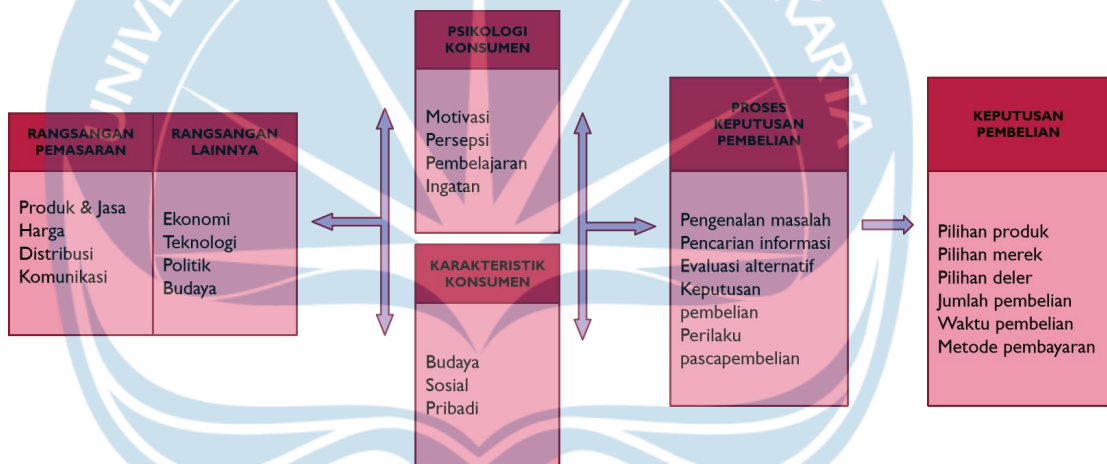 RANGSANGAN
PEMASARAN
Produk & Jasa
Harga
Distribusi
Komunikasi
RANGSANGAN
LAINNYA
Ekonomi
Teknologi
Politik
Budaya
PSIKOLOGI
KONSUMEN
Motivasi
Persepsi
Pembelajaran
Ingatan
KARAKTERISTIK
KONSUMEN
Budaya
Sosial
Pribadi
PROSES
KEPUTUSAN
PEMBELIAN
Pengenalan masalah
Pencarian informasi
Evaluasi alternatif
Keputusan
pembelian
Perilaku
pascapembelian
KEPUTUSAN
PEMBELIAN
Pilihan produk
Pilihan merek
Pilihan deler
Jumlah pembelian
Waktu pembelian
Metode pembayaran